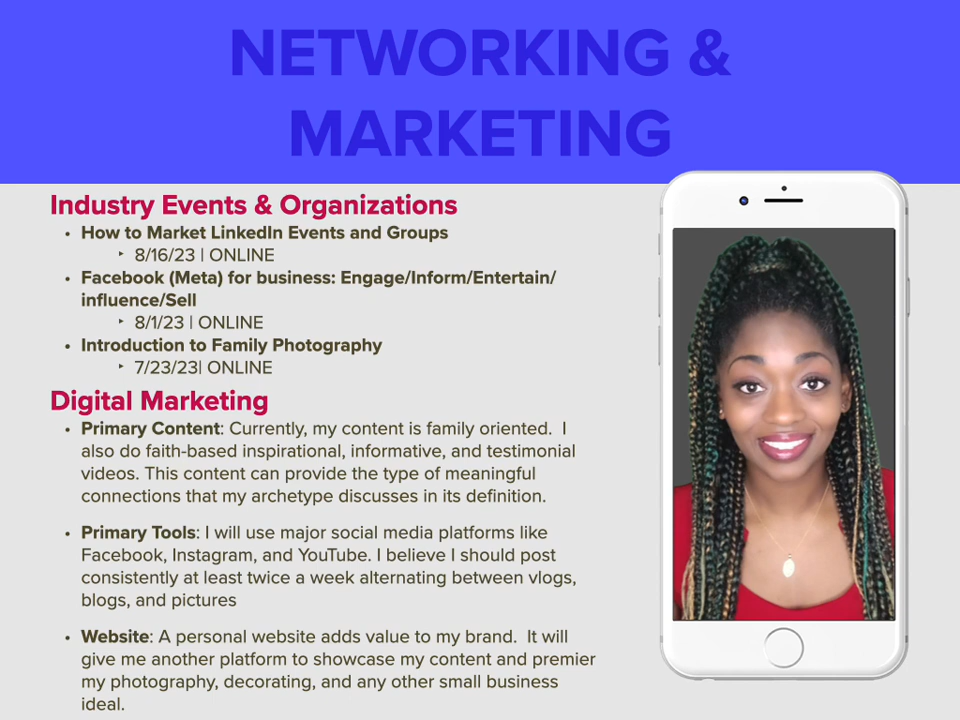 NETWORKING &
MARKETING
Industry Events & Organizations
• How to Market LinkedIn Events and Groups
‣ 8/16/23 | ONLINE
• Facebook (Meta) for business: Engage/Inform/Entertain/
influence/Sell
‣ 8/1/23 | ONLINE
• Introduction to Family Photography
‣ 7/23/23| ONLINE
Digital Marketing
• Primary Content: Currently, my content is family oriented.  I
also do faith-based inspirational, informative, and testimonial
videos. This content can provide the type of meaningful
connections that my archetype discusses in its definition.
• Primary Tools: I will use major social media platforms like
Facebook, Instagram, and YouTube. I believe I should post
consistently at least twice a week alternating between vlogs,
blogs, and pictures
• Website: A personal website adds value to my brand.  It will
give me another platform to showcase my content and premier
my photography, decorating, and any other small business
ideal.